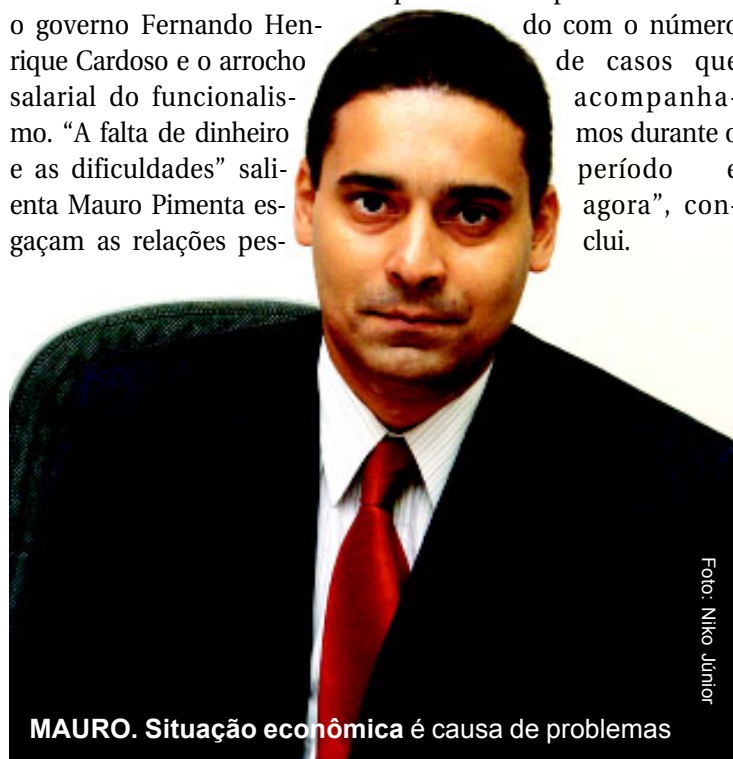 o governo Fernando Hen-
rique Cardoso e o arrocho
salarial do funcionalis-
mo. “A falta de dinheiro
e as dificuldades” sali-
enta Mauro Pimenta es-
gaçam as relações pes-
do com o número
de casos que
acompanha-
mos durante o
período e
agora”, con-
clui.
Foto: Niko Júnior
MAURO. Situação econômica é causa de problemas